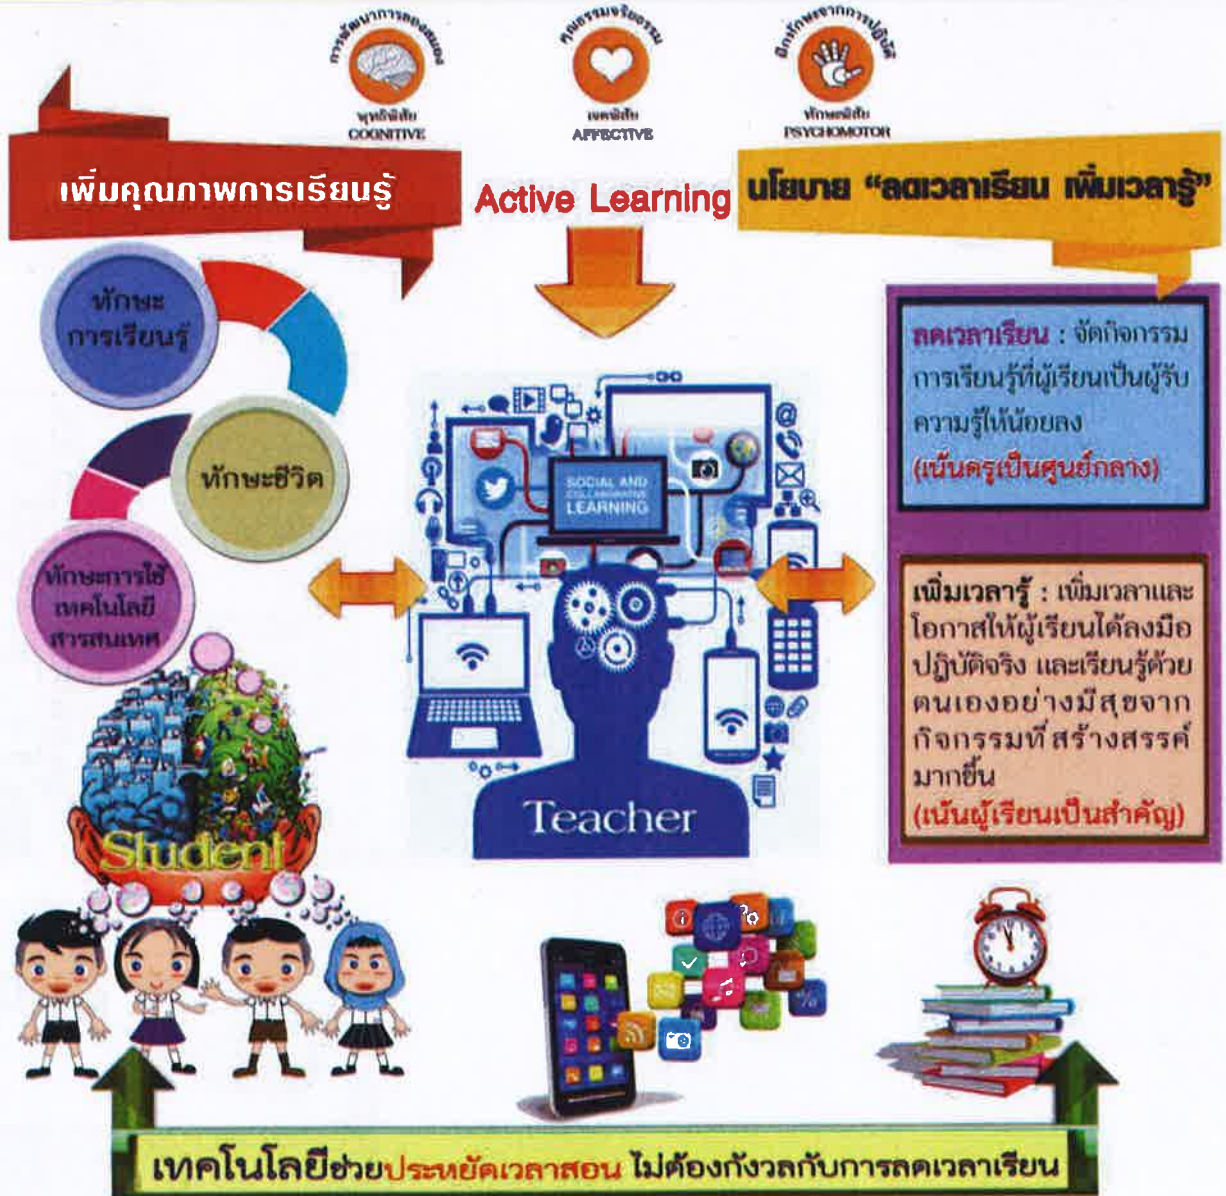 การพัฒนาการสองสมอง
พุทธิพิสัย
COGNITIVE
คุณธรรมจริยธรรม
เจตพิสัย
AFFECTIVE
ฝึกทักษะจากการปฏิบัติ
ทักษะพิสัย
PSYCHOMOTOR
เพิ่มคุณภาพการเรียนรู้
Active Learning
นโยบาย “ลดเวลาเรียน เพิ่มเวลารู้”
ทักษะ
การเรียนรู้
ทักษะชีวิต
ทักษะการใช้
เทคโนโลยี
สารสนเทศ
Student
SOCIAL AND
COLLABORATIVE
LEARNING
Teacher
ลดเวลาเรียน : จัดกิจกรรม
การเรียนรู้ที่ผู้เรียนเป็นผู้รับ
ความรู้ให้น้อยลง
(เน้นครูเป็นศูนย์กลาง)
เพิ่มเวลารู้ : เพิ่มเวลาและ
โอกาสให้ผู้เรียนได้ลงมือ
ปฏิบัติจริง และเรียนรู้ด้วย
ตนเองอย่างมีสุขจาก
กิจกรรมที่สร้างสรรค์
มากขึ้น
(เน้นผู้เรียนเป็นสำคัญ)
เทคโนโลยีช่วยประหยัดเวลาสอน ไม่ต้องกังวลกับการลดเวลาเรียน